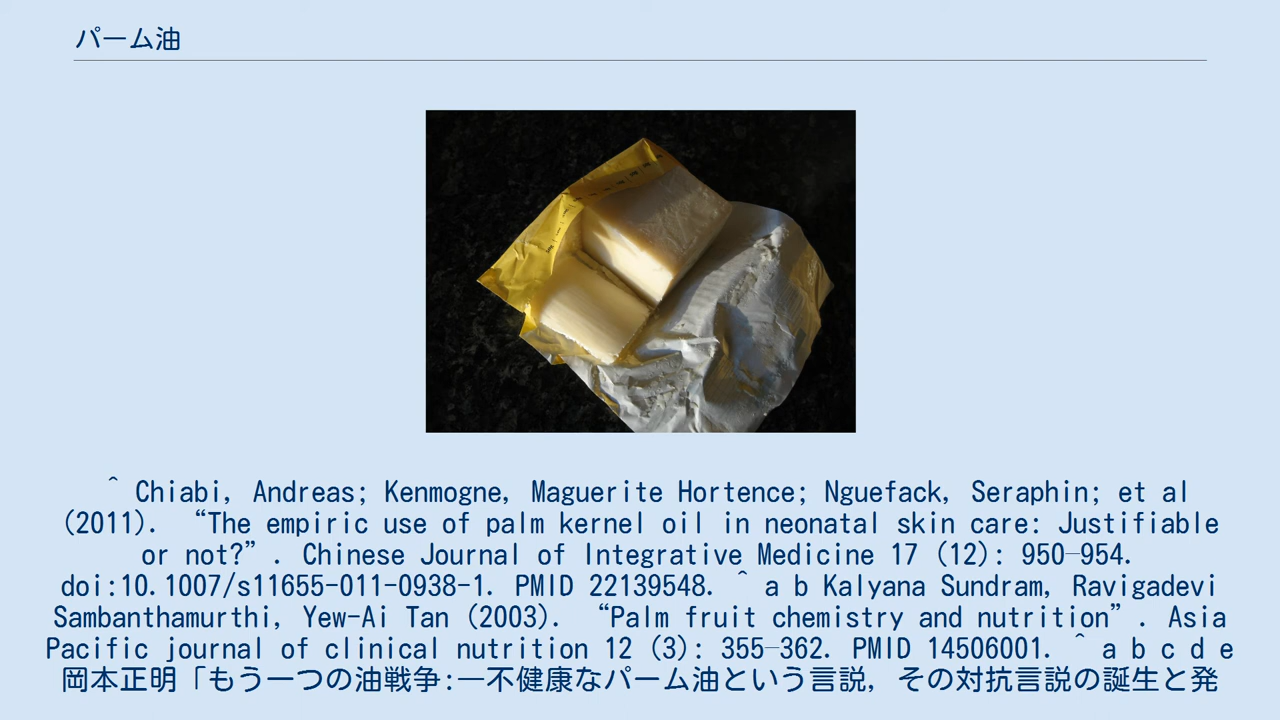 パーム油
^ Chiabi, Andreas; Kenmogne, Maguerite Hortence; Nguefack, Seraphin; et al
(2011). “The empiric use of palm kernel oil in neonatal skin care: Justifiable
or not?”. Chinese Journal of Integrative Medicine 17 (12): 950–954.
doi:10.1007/s11655-011-0938-1. PMID 22139548. ^ a b Kalyana Sundram, Ravigadevi
Sambanthamurthi, Yew-Ai Tan (2003). “Palm fruit chemistry and nutrition”. Asia
Pacific journal of clinical nutrition 12 (3): 355–362. PMID 14506001. ^ a b c d e
岡本正明「もう一つの油戦争:―不健康なパーム油という言説, その対抗言説の誕生と発